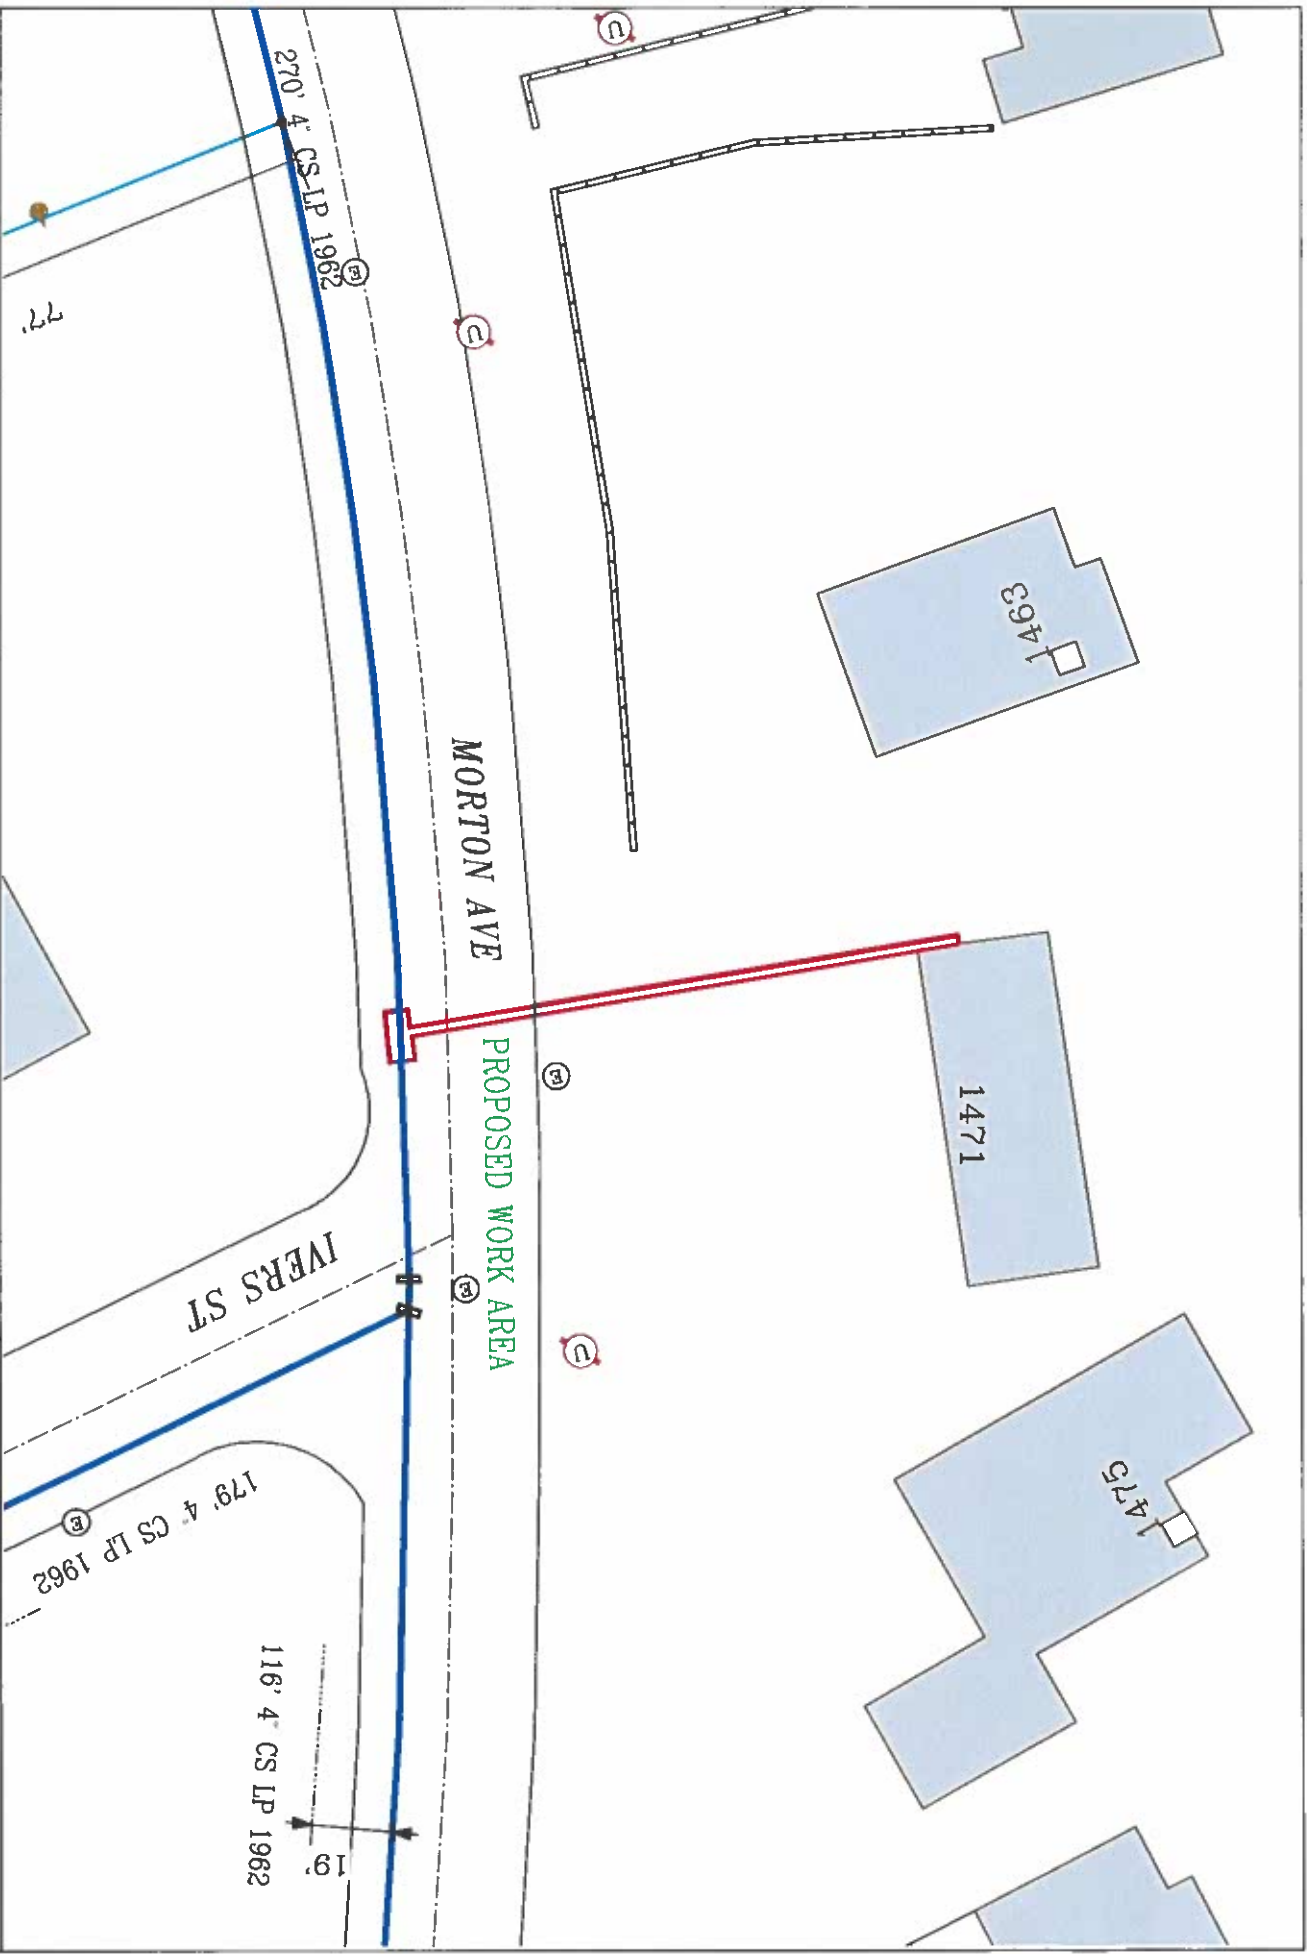 270' 4" CS LP 1962
77'
MORTON AVE
PROPOSED WORK AREA
IVERS ST
179' 4" CS LP 1962
116' 4" CS LP 1962
19'
1463
1471
1475
U
U
U
E
E
E
E